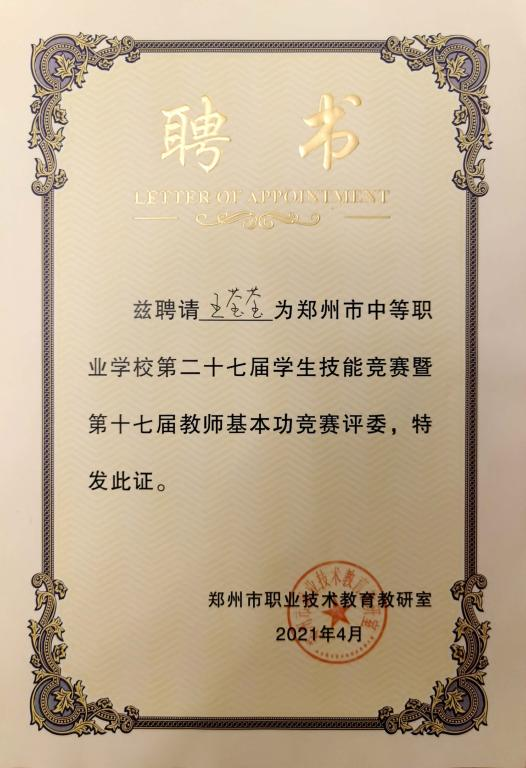 聘书
LETTER OF APPOINTMENT
兹聘请王荃荃为郑州市中等职
业学校第二十七届学生技能竞赛暨
第十七届教师基本功竞赛评委，特
发此证。
郑州市职业技术教育教研室
2021年4月